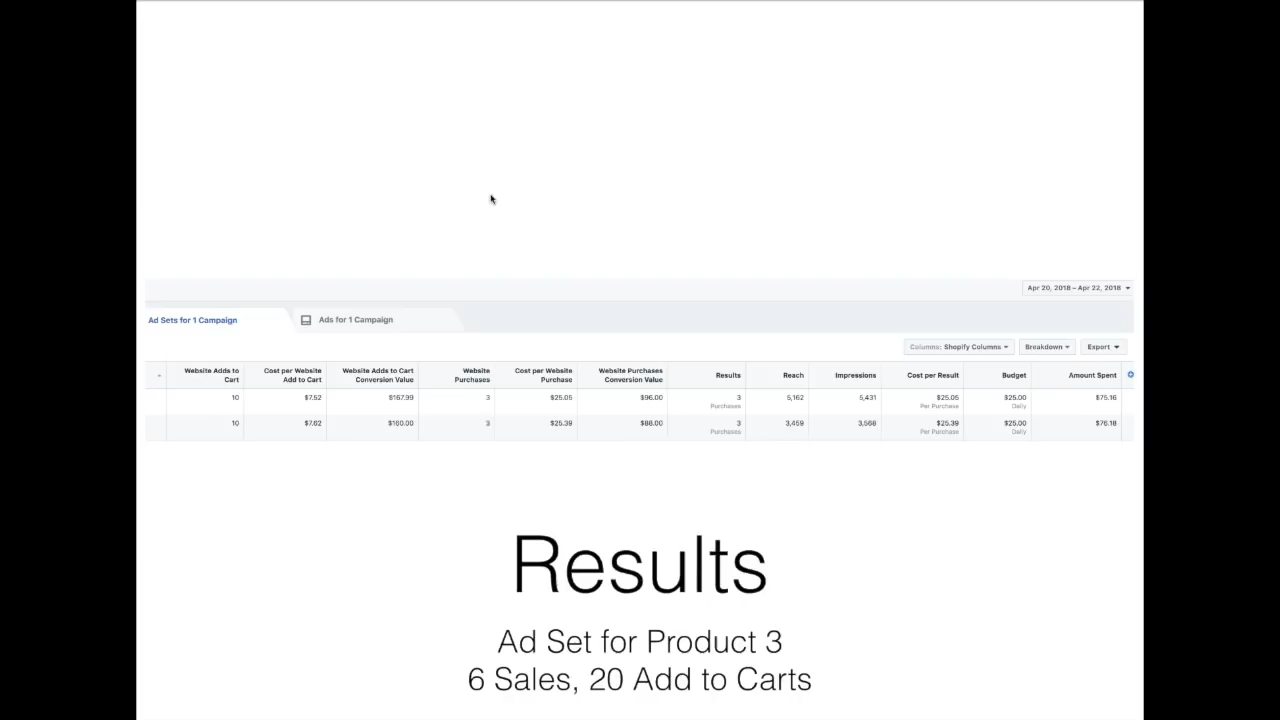 Apr 20, 2018 – Apr 22, 2018
Ad Sets for 1 Campaign
Ads for 1 Campaign
Columns: Shopify Columns
Breakdown
Export
Website Adds to Cart
Cost per Website Add to Cart
Website Adds to Cart Conversion Value
Website Purchases
Cost per Website Purchase
Website Purchases Conversion Value
Results
Reach
Impressions
Cost per Result
Budget
Amount Spent
10 $7.52 $167.99 3 $25.05 $96.00 3 5,162 5,431 $25.05 $25.00 $75.16
Purchases Per Purchase Daily
10 $7.62 $160.00 3 $25.39 $88.00 3 3,459 3,568 $25.39 $25.00 $76.18
Purchases Per Purchase Daily
Results
Ad Set for Product 3
6 Sales, 20 Add to Carts